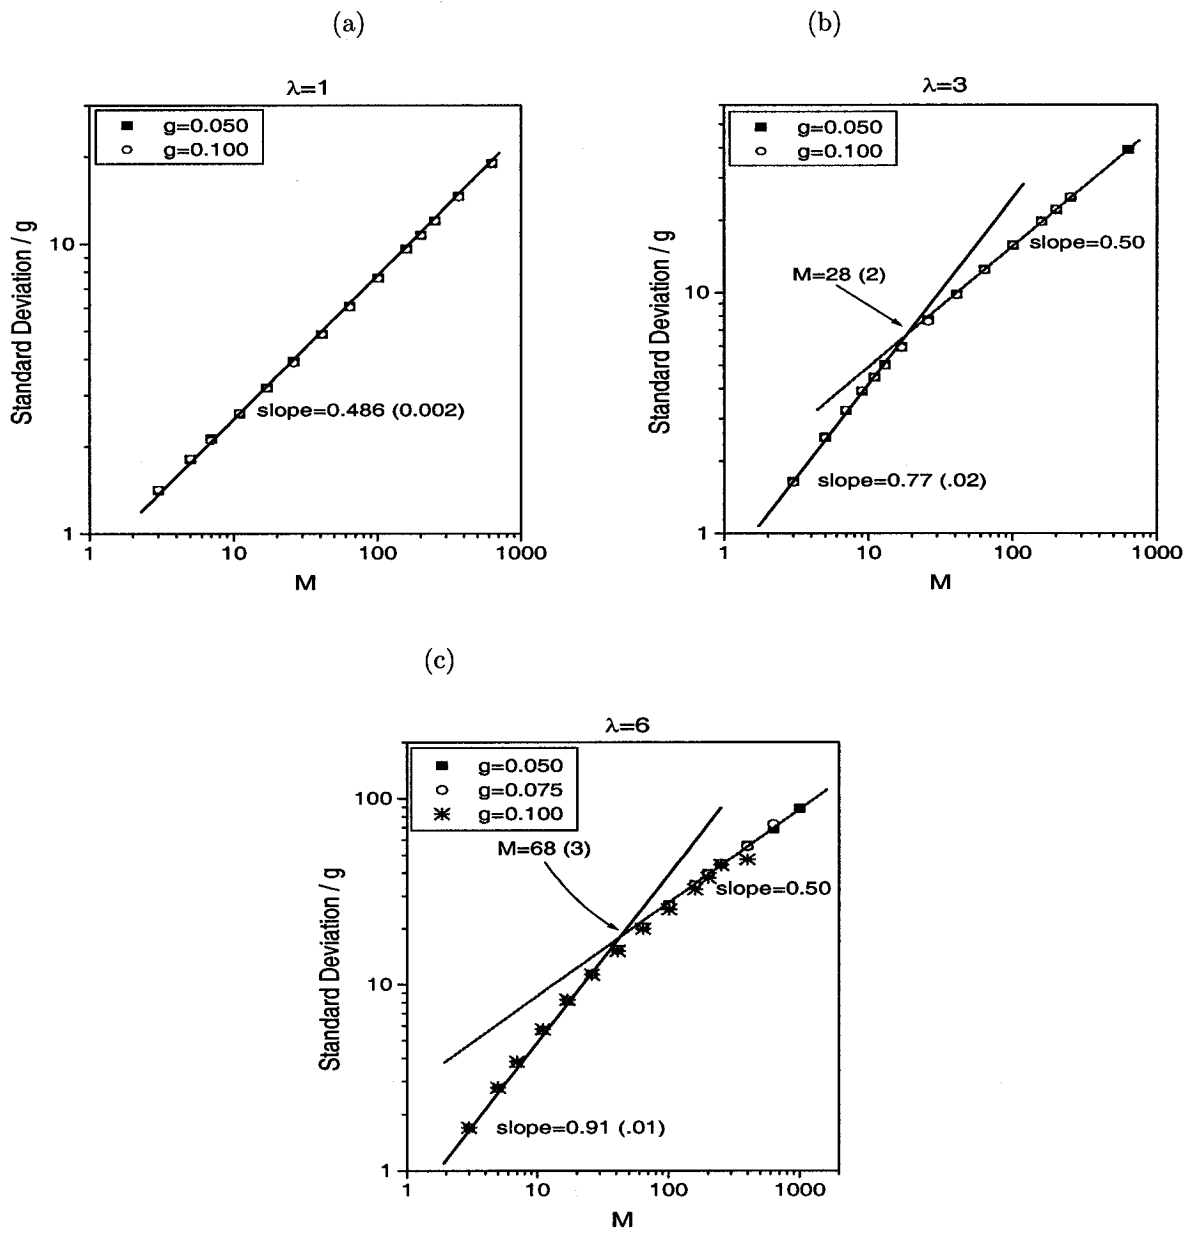 (a)
λ=1
g=0.050
g=0.100
Standard Deviation / g
10
1
slope=0.486 (0.002)
1 10 100 1000
M
(b)
λ=3
g=0.050
g=0.100
Standard Deviation / g
10
1
M=28 (2)
slope=0.50
slope=0.77 (.02)
1 10 100 1000
M
(c)
λ=6
g=0.050
g=0.075
g=0.100
Standard Deviation / g
100
10
1
M=68 (3)
slope=0.50
slope=0.91 (.01)
1 10 100 1000
M